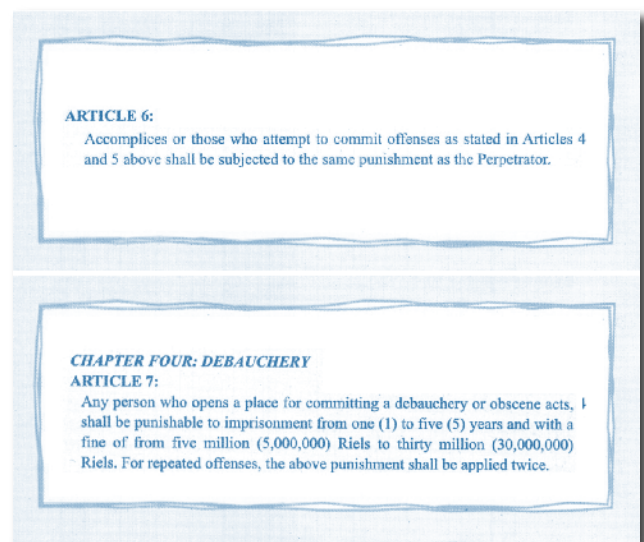 ARTICLE 6:
Accomplices or those who attempt to commit offenses as stated in Articles 4
and 5 above shall be subjected to the same punishment as the Perpetrator.
CHAPTER FOUR: DEBAUCHERY
ARTICLE 7:
Any person who opens a place for committing a debauchery or obscene acts,
shall be punishable to imprisonment from one (1) to five (5) years and with a
fine of from five million (5,000,000) Riels to thirty million (30,000,000)
Riels. For repeated offenses, the above punishment shall be applied twice.